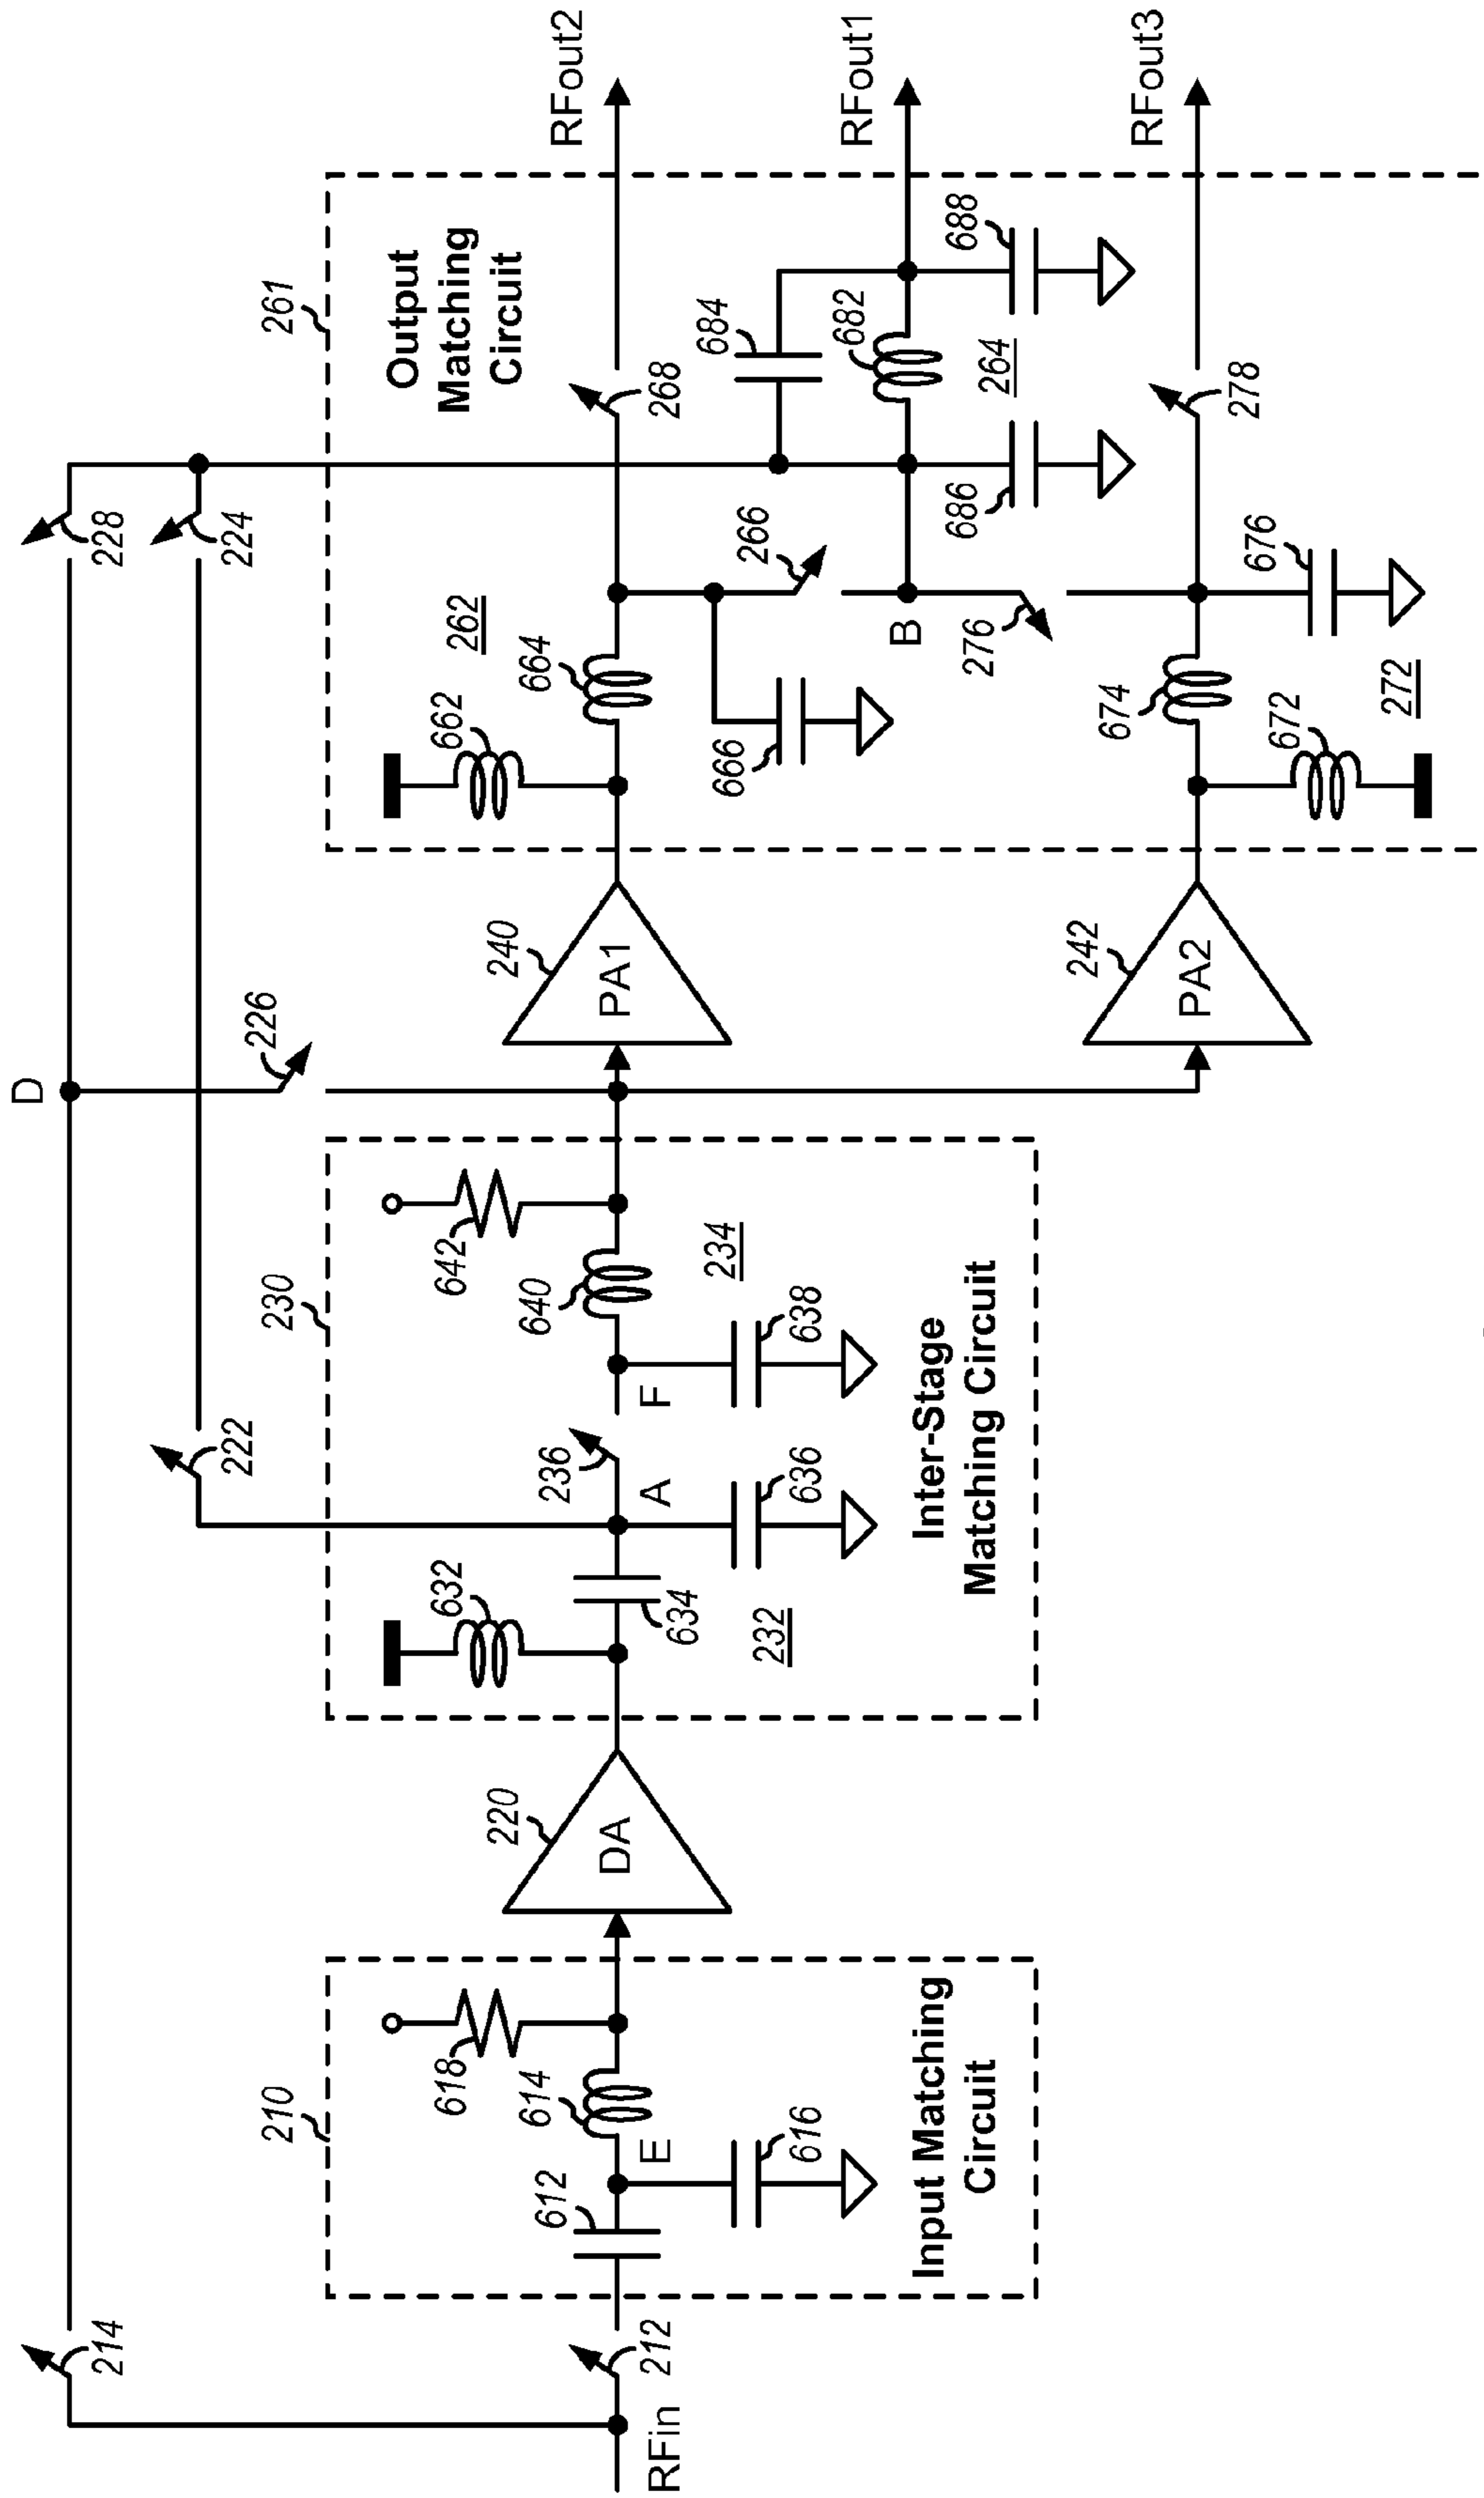 D
214
226
228
222
224
210
230
261
Output
Matching
Circuit
618
632
642
662
262
220
240
612
614
236
640
664
268
RFout2
DA
PA1
RFin
212
E
A
F
634
684
234
666
266
232
616
636
638
682
RFout1
B
Input Matching
Circuit
Inter-Stage
Matching Circuit
686
688
264
276
242
674
RFout3
PA2
278
676
672
272